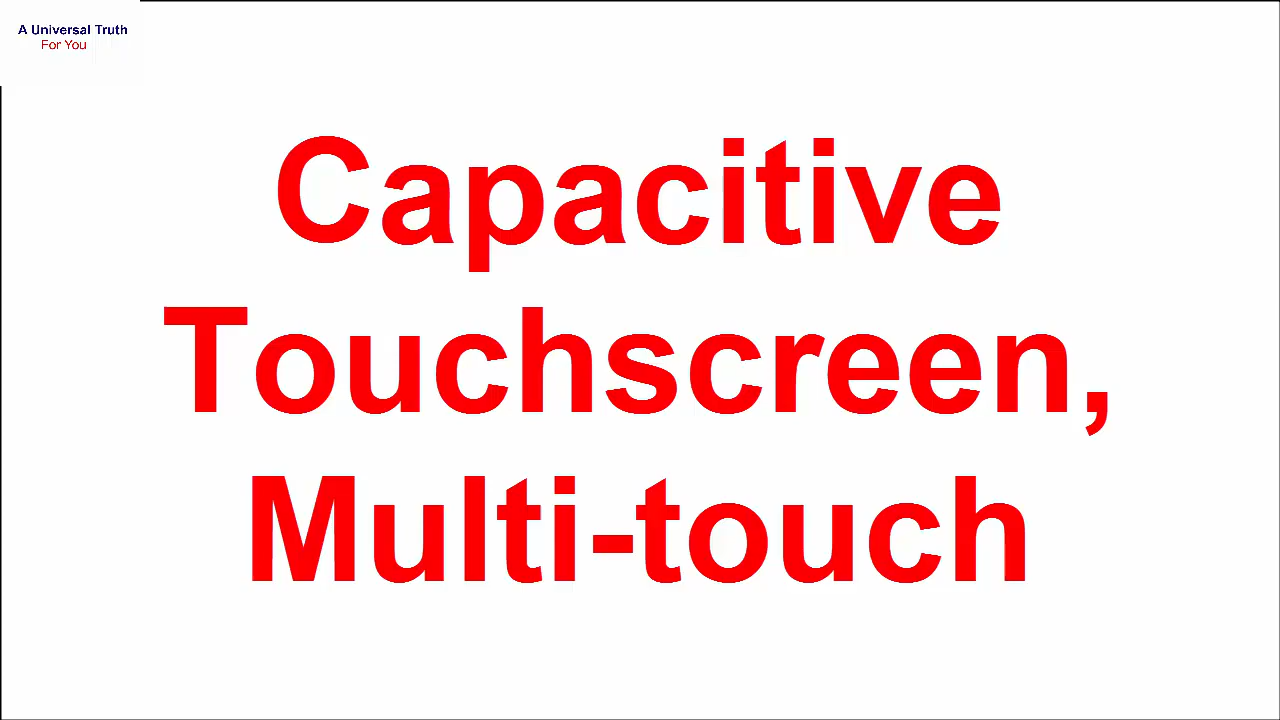 A Universal Truth
For You
Capacitive
Touchscreen,
Multi-touch